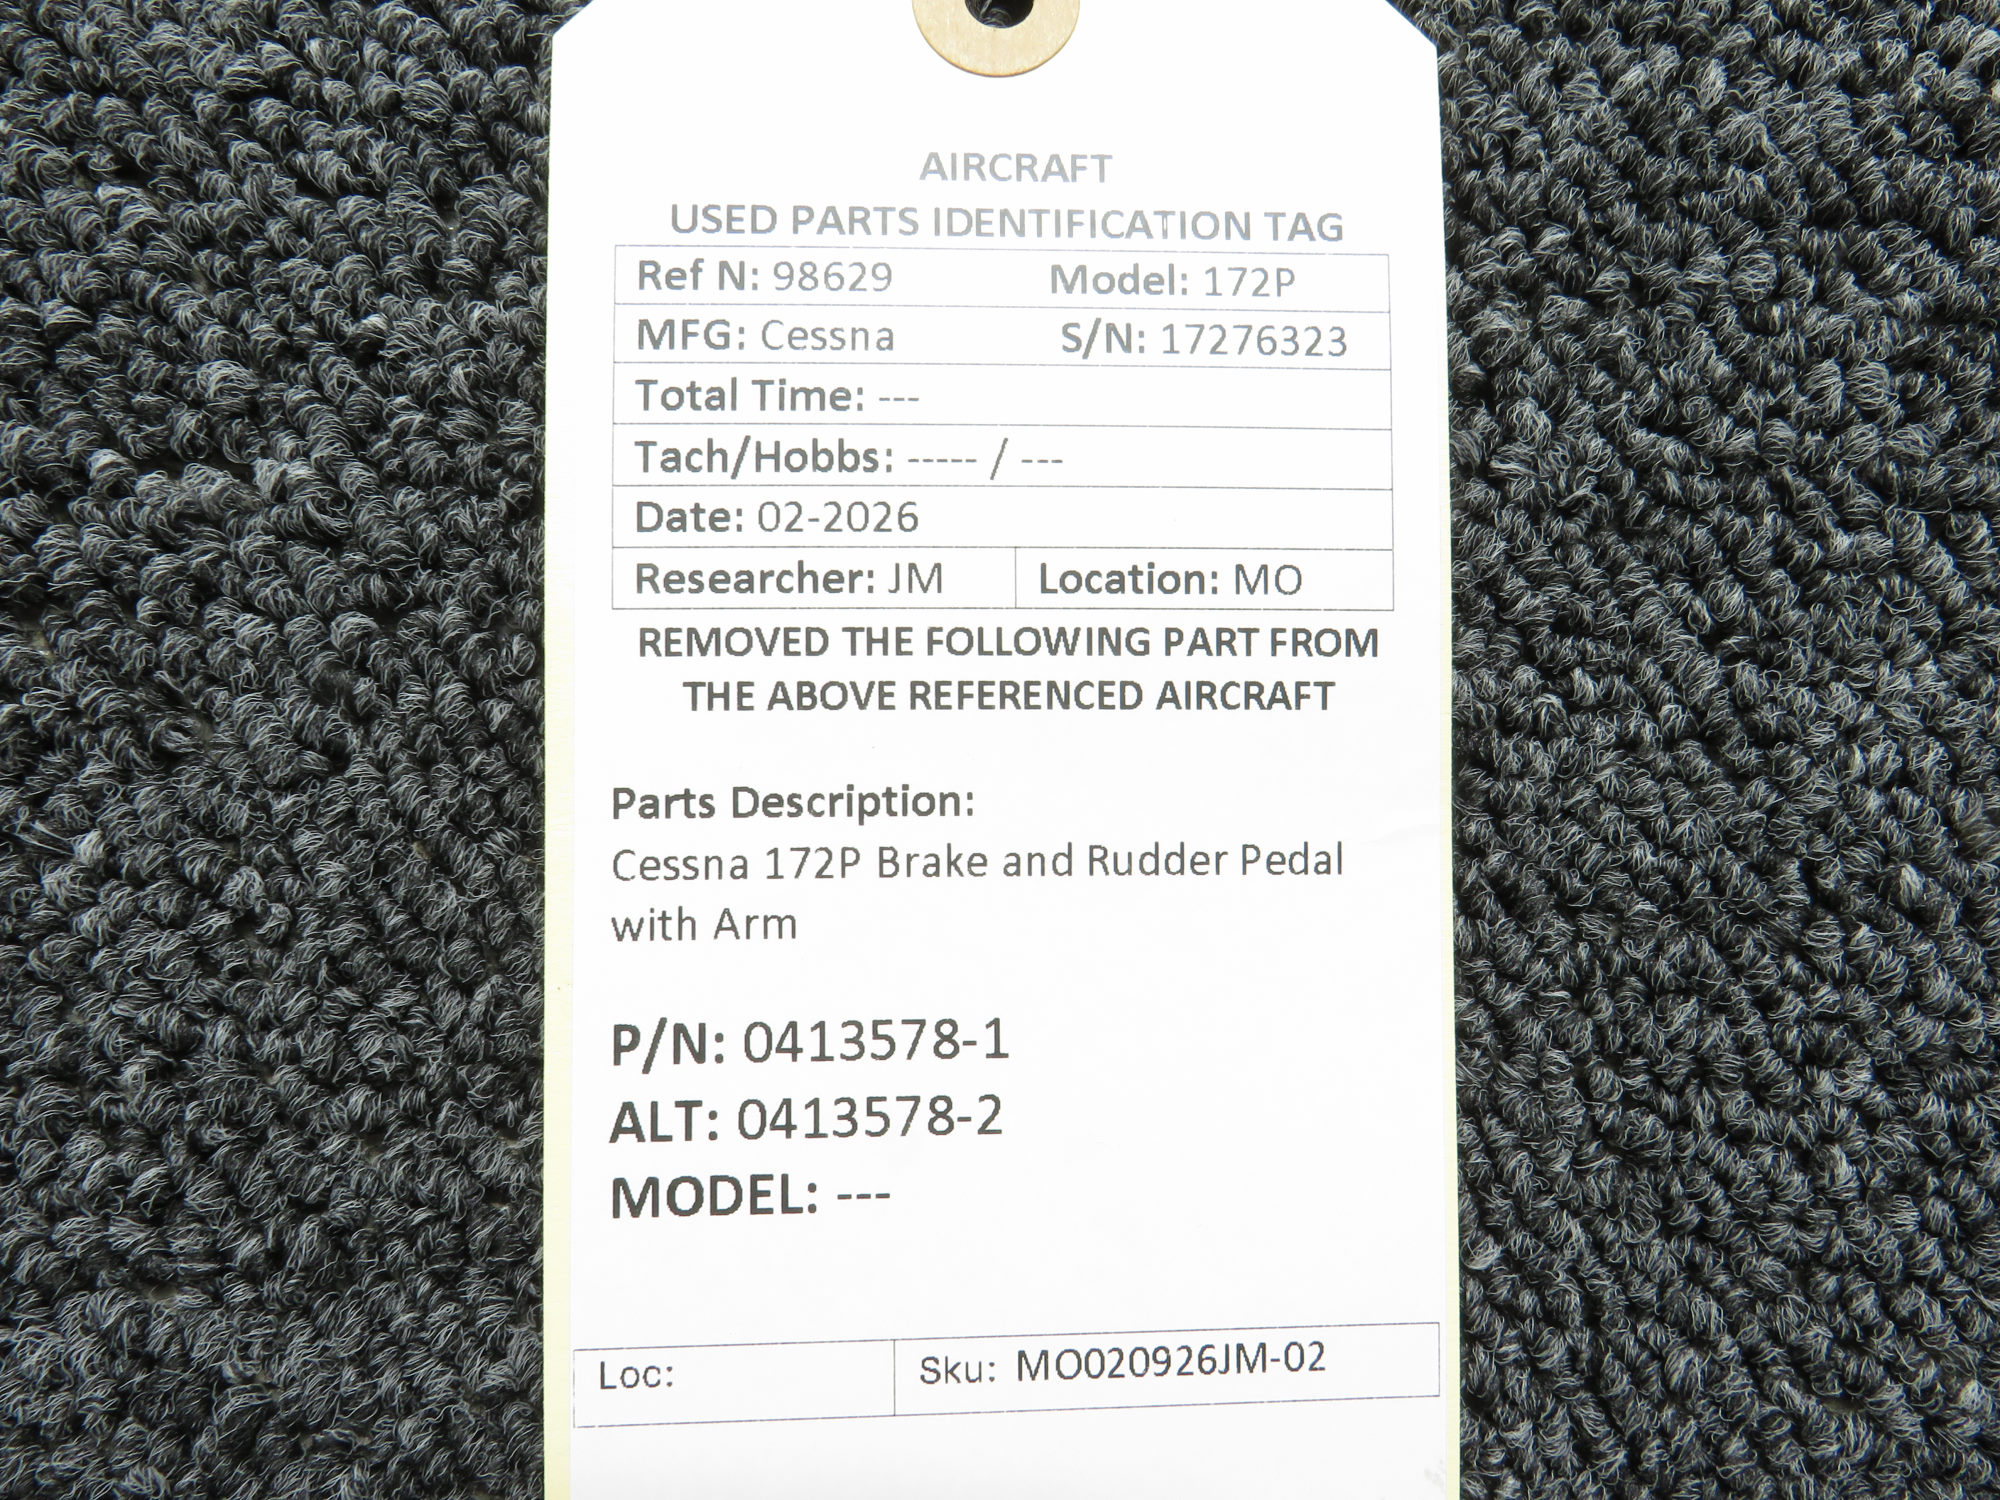 AIRCRAFT
USED PARTS IDENTIFICATION TAG
Ref N: 98629 Model: 172P
MFG: Cessna S/N: 17276323
Total Time: ---
Tach/Hobbs: ----- / ---
Date: 02-2026
Researcher: JM Location: MO
REMOVED THE FOLLOWING PART FROM
THE ABOVE REFERENCED AIRCRAFT
Parts Description:
Cessna 172P Brake and Rudder Pedal
with Arm
P/N: 0413578-1
ALT: 0413578-2
MODEL: ---
Loc: Sku: MO020926JM-02